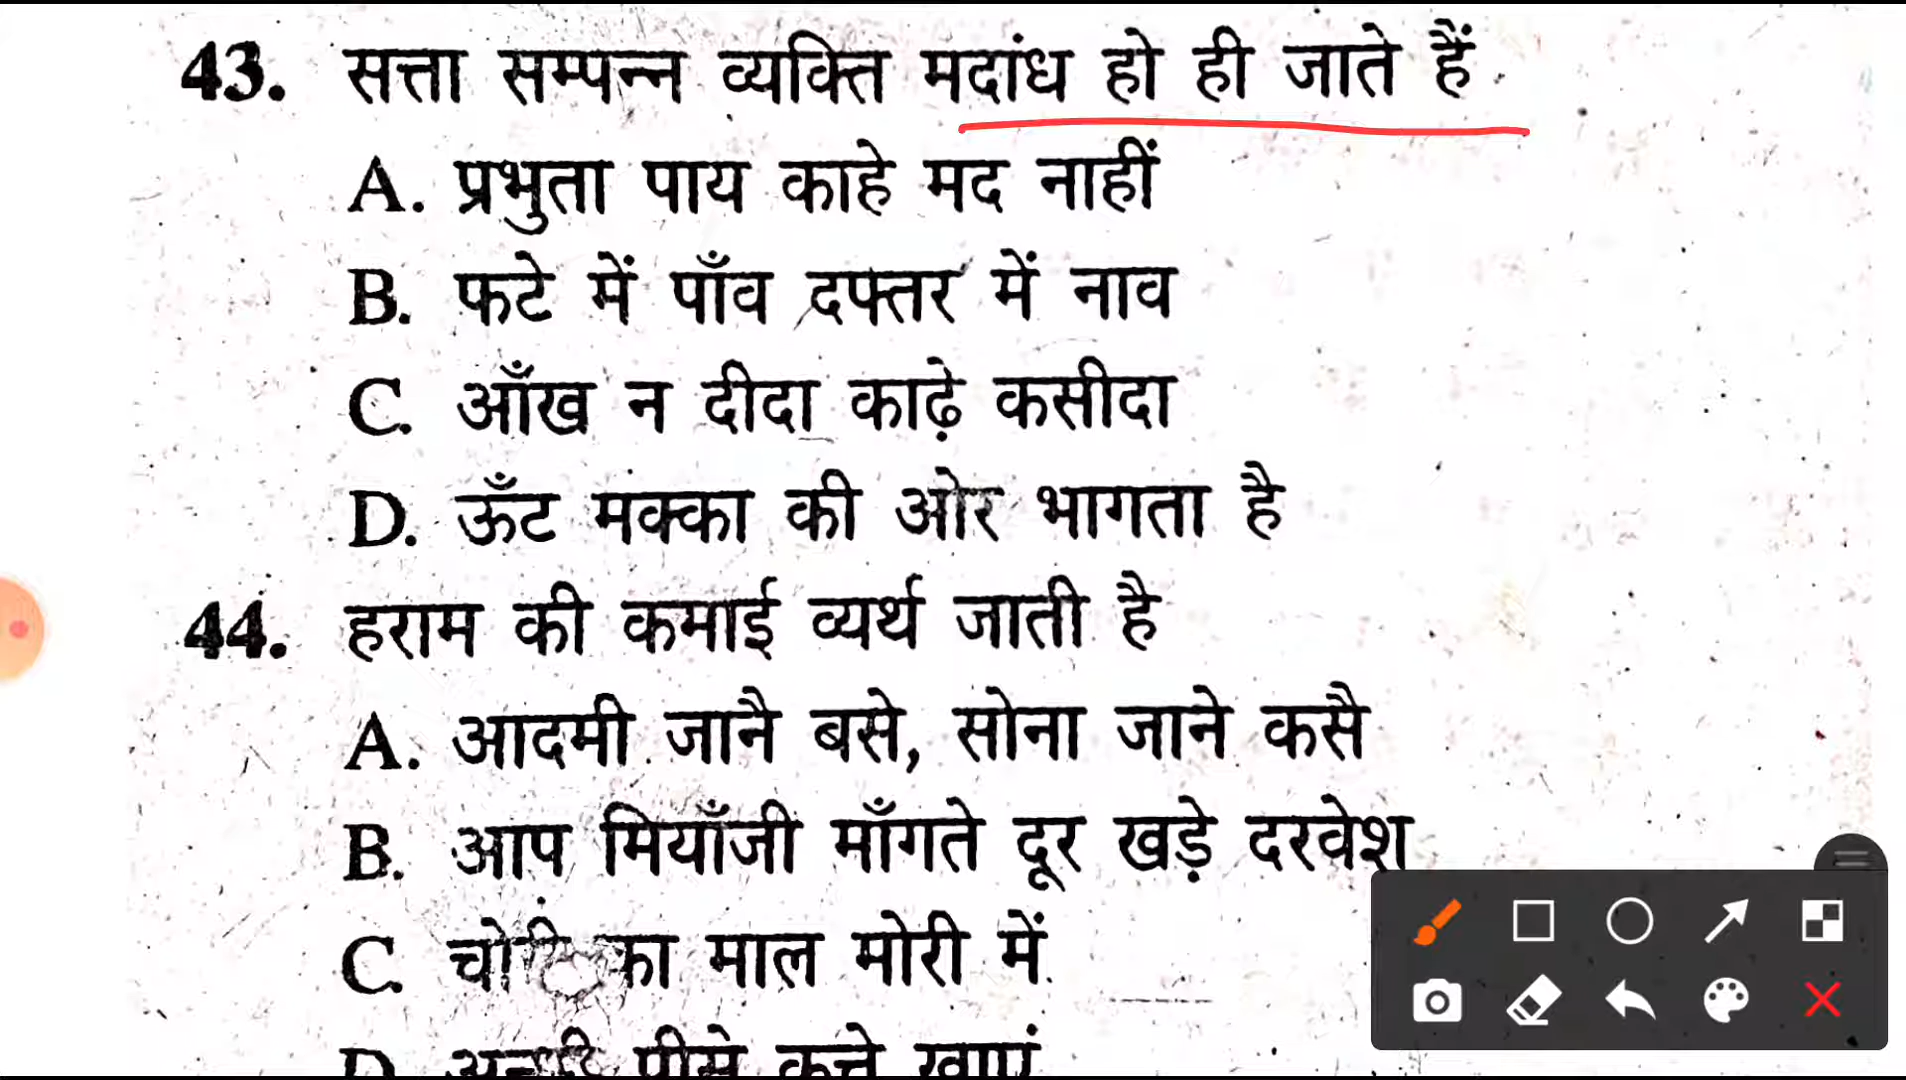 43. सत्ता सम्पन्न व्यक्ति मदांध हो ही जाते हैं
A. प्रभुता पाय काहे मद नाहीं
B. फटे में पाँव दफ्तर में नाव
C. आँख न दीदा काढ़े कसीदा
D. ऊँट मक्का की ओर भागता है
44. हराम की कमाई व्यर्थ जाती है
A. आदमी जानै बसे, सोना जाने कसै
B. आप मियाँजी माँगते दूर खड़े दरवेश
C. चोरी का माल मोरी में
D. पीसे कुत्ते खाएं